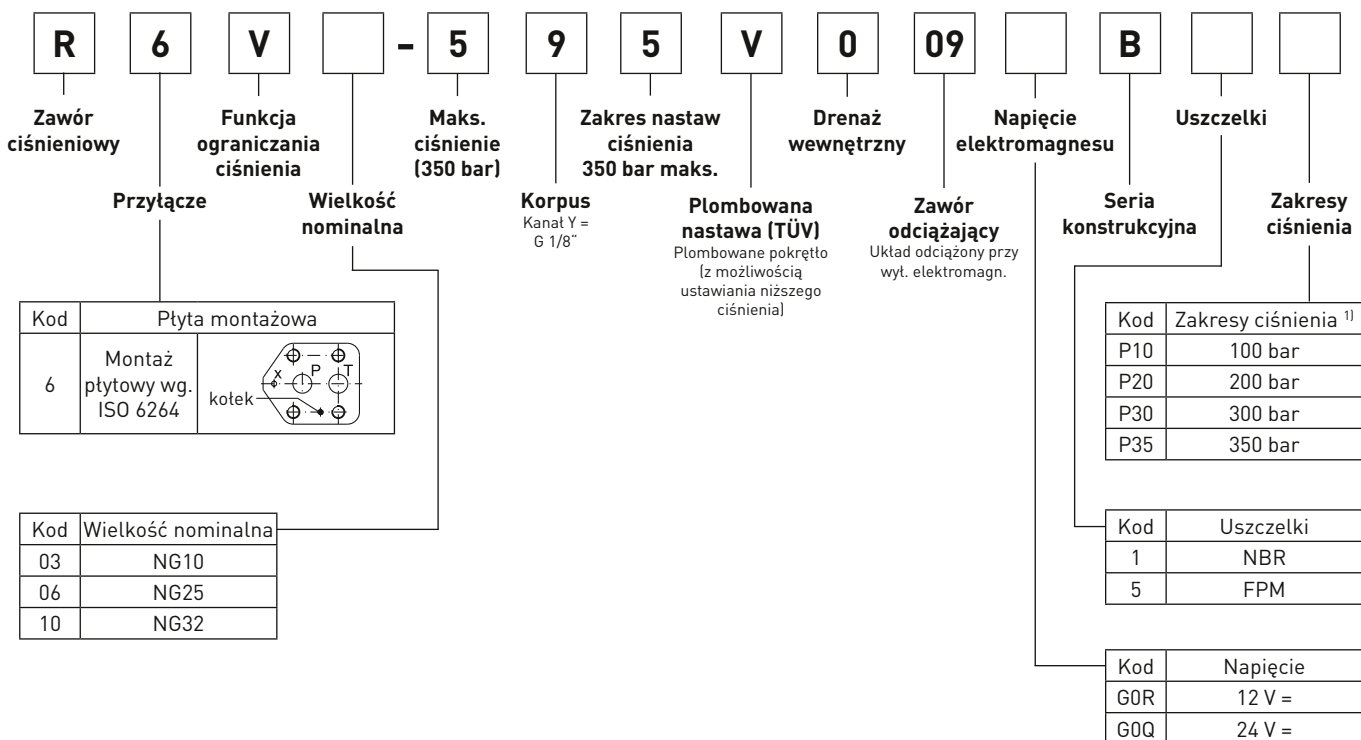 R 6 V - 5 9 5 V 0 09 B
Zawór
ciśnieniowy
Funkcja
ograniczania
ciśnienia
Maks.
ciśnienie
(350 bar)
Zakres nastaw
ciśnienia
350 bar maks.
Drenaż
wewnętrzny
Napięcie
elektromagnesu
Uszczelki
Przyłącze
Wielkość
nominalna
Korpus
Kanał Y =
G 1/8"
Plombowana
nastawa (TÜV)
Plombowane pokrętło
(z możliwością
ustawiania niższego
ciśnienia)
Zawór
odciążający
Układ odciążony przy
wył. elektromagn.
Seria
konstrukcyjna
Zakresy
ciśnienia
Kod Płyta montażowa
6 Montaż
płytowy wg.
ISO 6264
x P T
kołek
Kod Zakresy ciśnienia 1)
P10 100 bar
P20 200 bar
P30 300 bar
P35 350 bar
Kod Wielkość nominalna
03 NG10
06 NG25
10 NG32
Kod Uszczelki
1 NBR
5 FPM
Kod Napięcie
G0R 12 V =
G0Q 24 V =